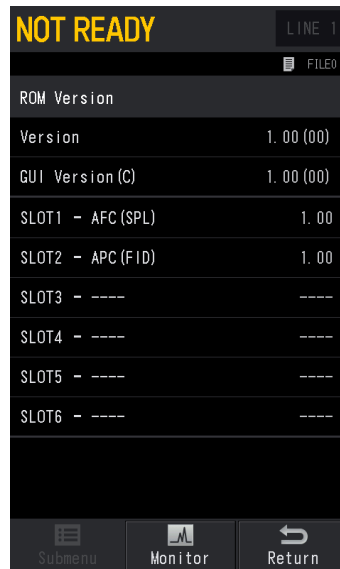 NOT READY LINE 1
FILE0
ROM Version
Version 1.00(00)
GUI Version(C) 1.00(00)
SLOT1 - AFC(SPL) 1.00
SLOT2 - APC(FID) 1.00
SLOT3 - ---- ----
SLOT4 - ---- ----
SLOT5 - ---- ----
SLOT6 - ---- ----
Submenu Monitor Return